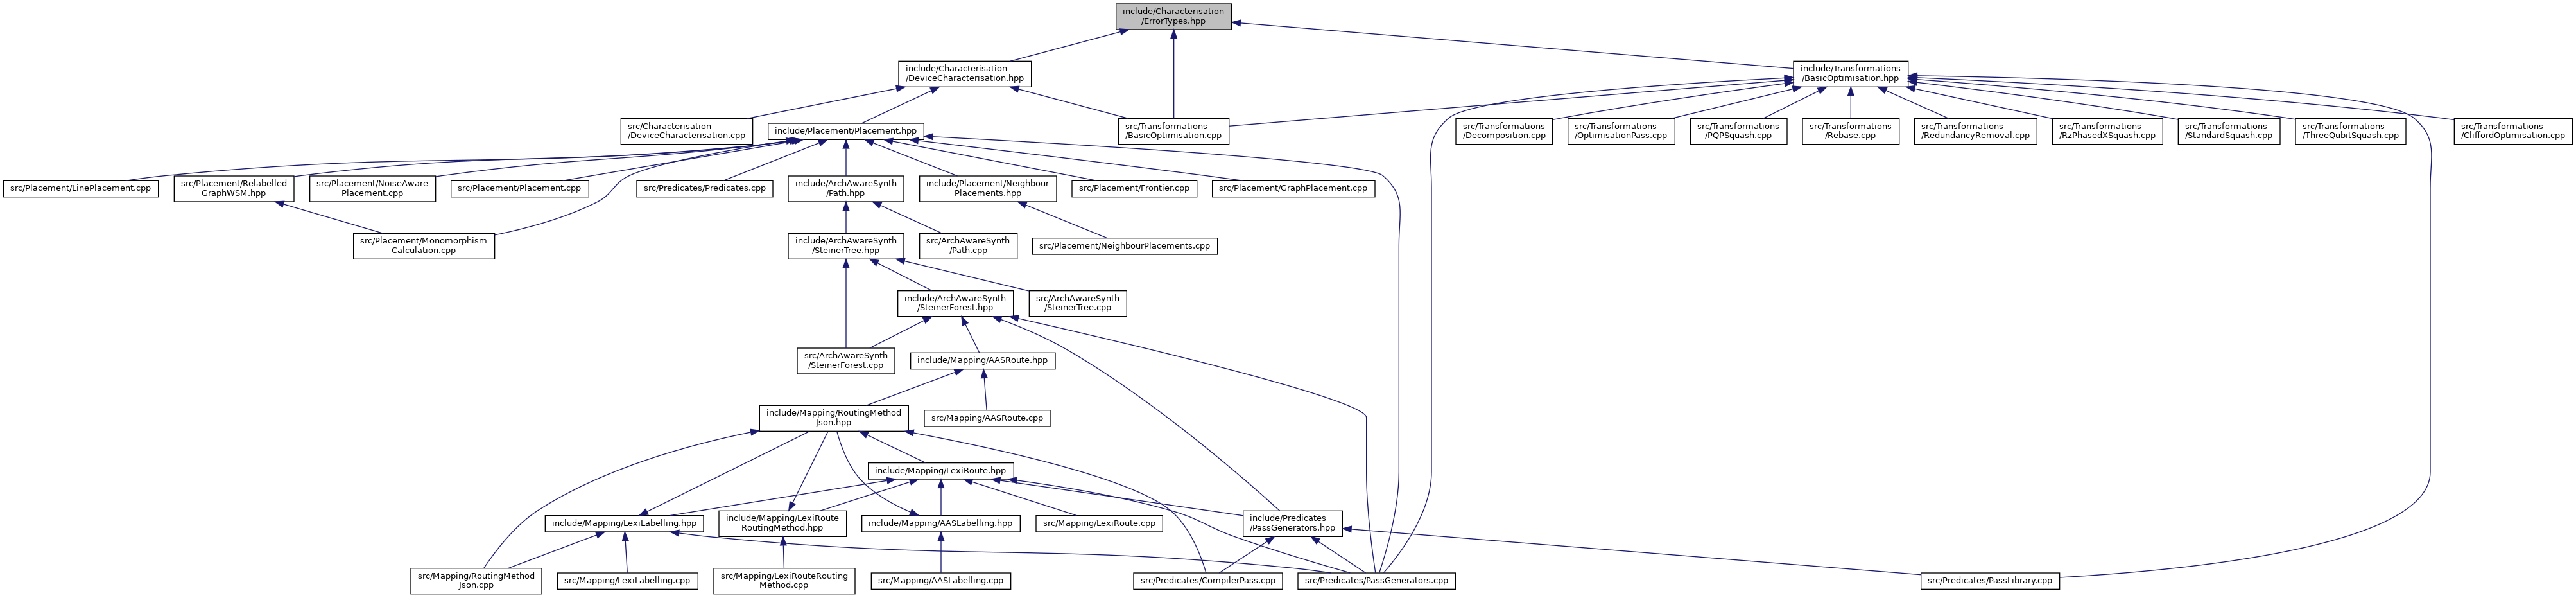 include/Characterisation
/ErrorTypes.hpp
include/Characterisation
/DeviceCharacterisation.hpp
include/Transformations
/BasicOptimisation.hpp
src/Characterisation
/DeviceCharacterisation.cpp
include/Placement/Placement.hpp
src/Transformations
/BasicOptimisation.cpp
src/Transformations
/Decomposition.cpp
src/Transformations
/OptimisationPass.cpp
src/Transformations
/PQPSquash.cpp
src/Transformations
/Rebase.cpp
src/Transformations
/RedundancyRemoval.cpp
src/Transformations
/RzPhasedXSquash.cpp
src/Transformations
/StandardSquash.cpp
src/Transformations
/ThreeQubitSquash.cpp
src/Transformations
/CliffordOptimisation.cpp
src/Placement/LinePlacement.cpp
src/Placement/Relabelled
GraphWSM.hpp
src/Placement/NoiseAware
Placement.cpp
src/Placement/Placement.cpp
src/Predicates/Predicates.cpp
include/ArchAwareSynth
/Path.hpp
include/Placement/Neighbour
Placements.hpp
src/Placement/Frontier.cpp
src/Placement/GraphPlacement.cpp
src/Placement/Monomorphism
Calculation.cpp
include/ArchAwareSynth
/SteinerTree.hpp
src/ArchAwareSynth
/Path.cpp
src/Placement/NeighbourPlacements.cpp
include/ArchAwareSynth
/SteinerForest.hpp
src/ArchAwareSynth
/SteinerTree.cpp
src/ArchAwareSynth
/SteinerForest.cpp
include/Mapping/AASRoute.hpp
include/Mapping/RoutingMethod
Json.hpp
src/Mapping/AASRoute.cpp
include/Mapping/LexiRoute.hpp
include/Mapping/LexiLabelling.hpp
include/Mapping/LexiRoute
RoutingMethod.hpp
include/Mapping/AASLabelling.hpp
src/Mapping/LexiRoute.cpp
include/Predicates
/PassGenerators.hpp
src/Mapping/RoutingMethod
Json.cpp
src/Mapping/LexiLabelling.cpp
src/Mapping/LexiRouteRouting
Method.cpp
src/Mapping/AASLabelling.cpp
src/Predicates/CompilerPass.cpp
src/Predicates/PassGenerators.cpp
src/Predicates/PassLibrary.cpp